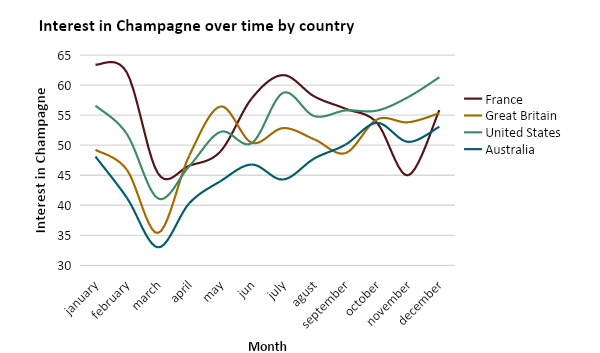 Interest in Champagne over time by country
Interest in Champagne
65
60
55
50
45
40
35
30
january
february
march
april
may
jun
july
agust
september
october
november
december
Month
France
Great Britain
United States
Australia